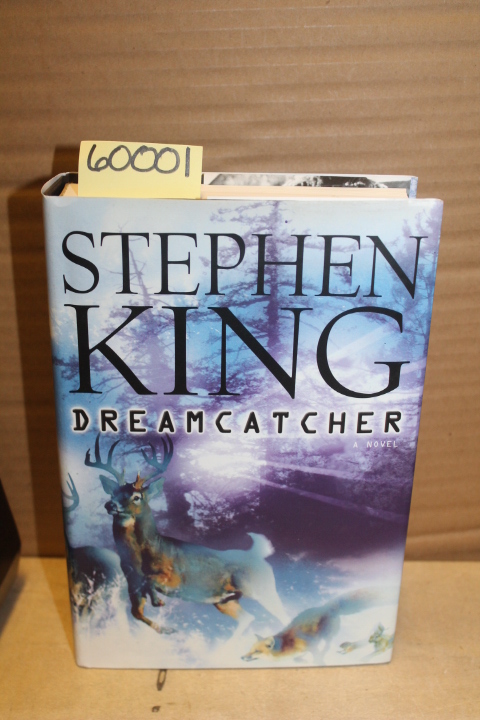 60001
STEPHEN
KING
DREAMCATCHER
A NOVEL